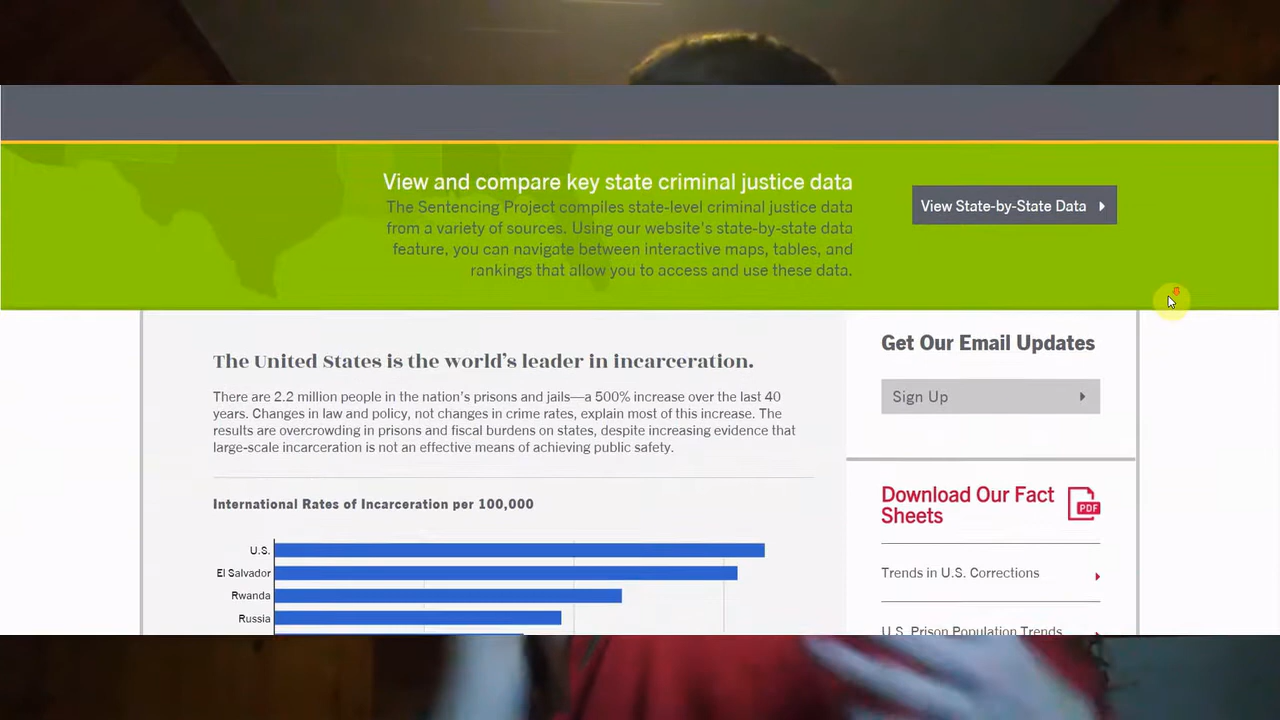 View and compare key state criminal justice data
The Sentencing Project compiles state-level criminal justice data
from a variety of sources. Using our website's state-by-state data
feature, you can navigate between interactive maps, tables, and
rankings that allow you to access and use these data.
View State-by-State Data
The United States is the world’s leader in incarceration.
There are 2.2 million people in the nation’s prisons and jails—a 500% increase over the last 40
years. Changes in law and policy, not changes in crime rates, explain most of this increase. The
results are overcrowding in prisons and fiscal burdens on states, despite increasing evidence that
large-scale incarceration is not an effective means of achieving public safety.
International Rates of Incarceration per 100,000
U.S.
El Salvador
Rwanda
Russia
Get Our Email Updates
Sign Up
Download Our Fact
Sheets
PDF
Trends in U.S. Corrections
U.S. Prison Population Trends